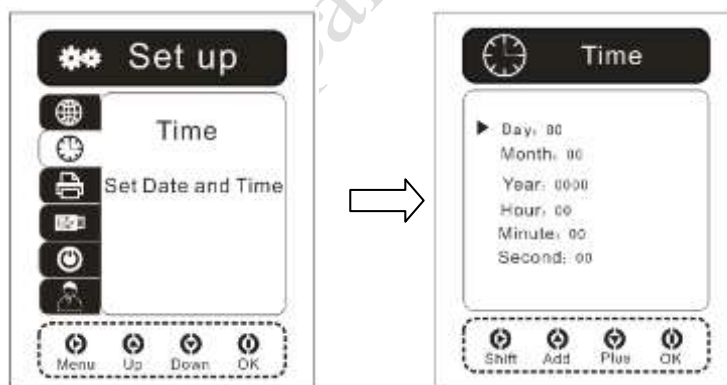 Set up
Time
Set Date and Time
Menu Up Down OK
Time
Day: 00
Month: 00
Year: 0000
Hour: 00
Minute: 00
Second: 00
Shift Add Plus OK